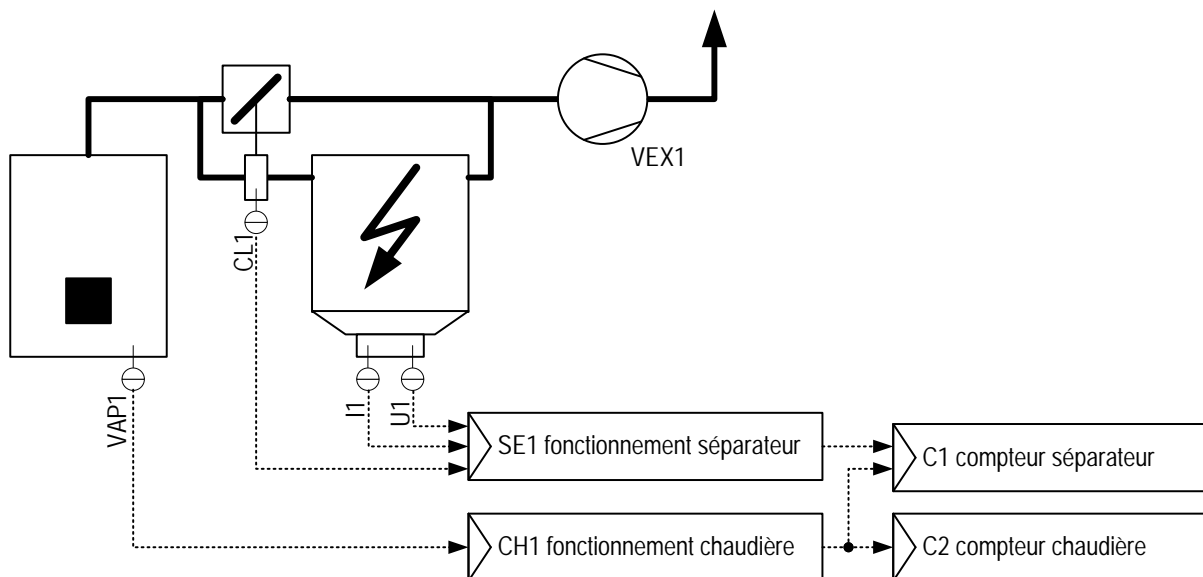 VEX1
CL1
VAP1
I1
U1
SE1 fonctionnement séparateur
C1 compteur séparateur
CH1 fonctionnement chaudière
C2 compteur chaudière